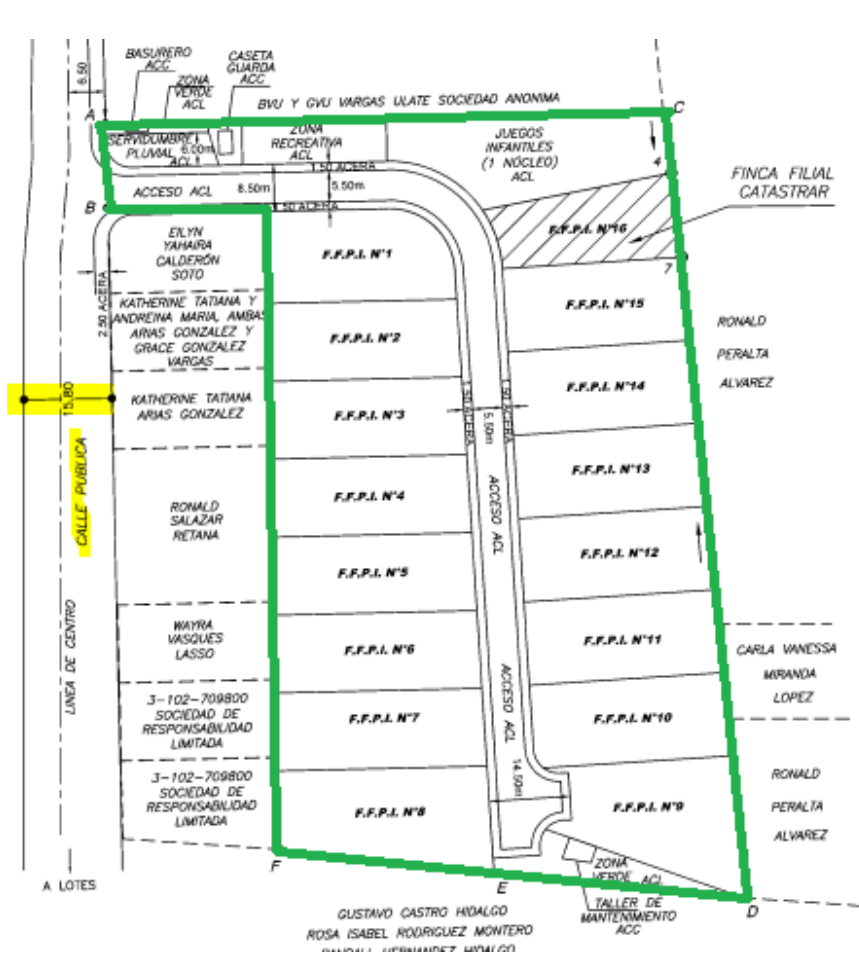 6.50
BASURERO
ACC
CASETA
GUARDA
ACC
ZONA
VERDE
ACL
BVU Y GVU VARGAS ULATE SOCIEDAD ANONIMA
A
C
SERVIDUMBRE
PLUVIAL
ACL
6.00m
ZONA
RECREATIVA
ACL
JUEGOS
INFANTILES
(1 NÚCLEO)
ACL
4
FINCA FILIAL
CATASTRAR
1.50 ACERA
ACCESO ACL
8.50m
5.50m
.50 ACERA
B
F.F.P.I. N°16
7
EILYN
YAHAIRA
CALDERÓN
SOTO
F.F.P.I. N°1
2.50 ACERA
KATHERINE TATIANA Y
ANDREINA MARIA, AMBAS
ARIAS GONZALEZ Y
GRACE GONZALEZ
VARGAS
F.F.P.I. N°2
F.F.P.I. N°15
RONALD
PERALTA
ALVAREZ
15.80
KATHERINE TATIANA
ARIAS GONZALEZ
F.F.P.I. N°3
1.50 ACERA
5.50m
.50 ACERA
F.F.P.I. N°14
CALLE PUBLICA
RONALD
SALAZAR
RETANA
F.F.P.I. N°4
ACCESO ACL
F.F.P.I. N°13
F.F.P.I. N°5
F.F.P.I. N°12
LINEA DE CENTRO
WAYRA
VASQUES
LASSO
F.F.P.I. N°6
F.F.P.I. N°11
CARLA VANESSA
MIRANDA
LOPEZ
3-102-709800
SOCIEDAD DE
RESPONSABILIDAD
LIMITADA
F.F.P.I. N°7
ACCESO ACL
F.F.P.I. N°10
3-102-709800
SOCIEDAD DE
RESPONSABILIDAD
LIMITADA
F.F.P.I. N°8
14.50m
F.F.P.I. N°9
RONALD
PERALTA
ALVAREZ
F
E
D
A LOTES
ZONA
VERDE ACL
TALLER DE
MANTENIMIENTO
ACC
GUSTAVO CASTRO HIDALGO
ROSA ISABEL RODRIGUEZ MONTERO
HERNANDEZ HIDALGO